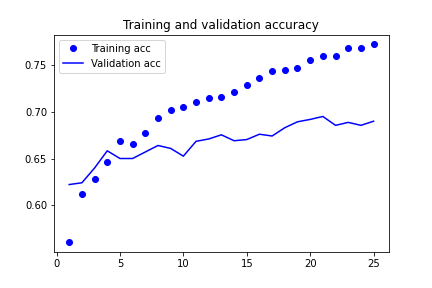 Training and validation accuracy
Training acc
Validation acc
0.75
0.70
0.65
0.60
0 5 10 15 20 25